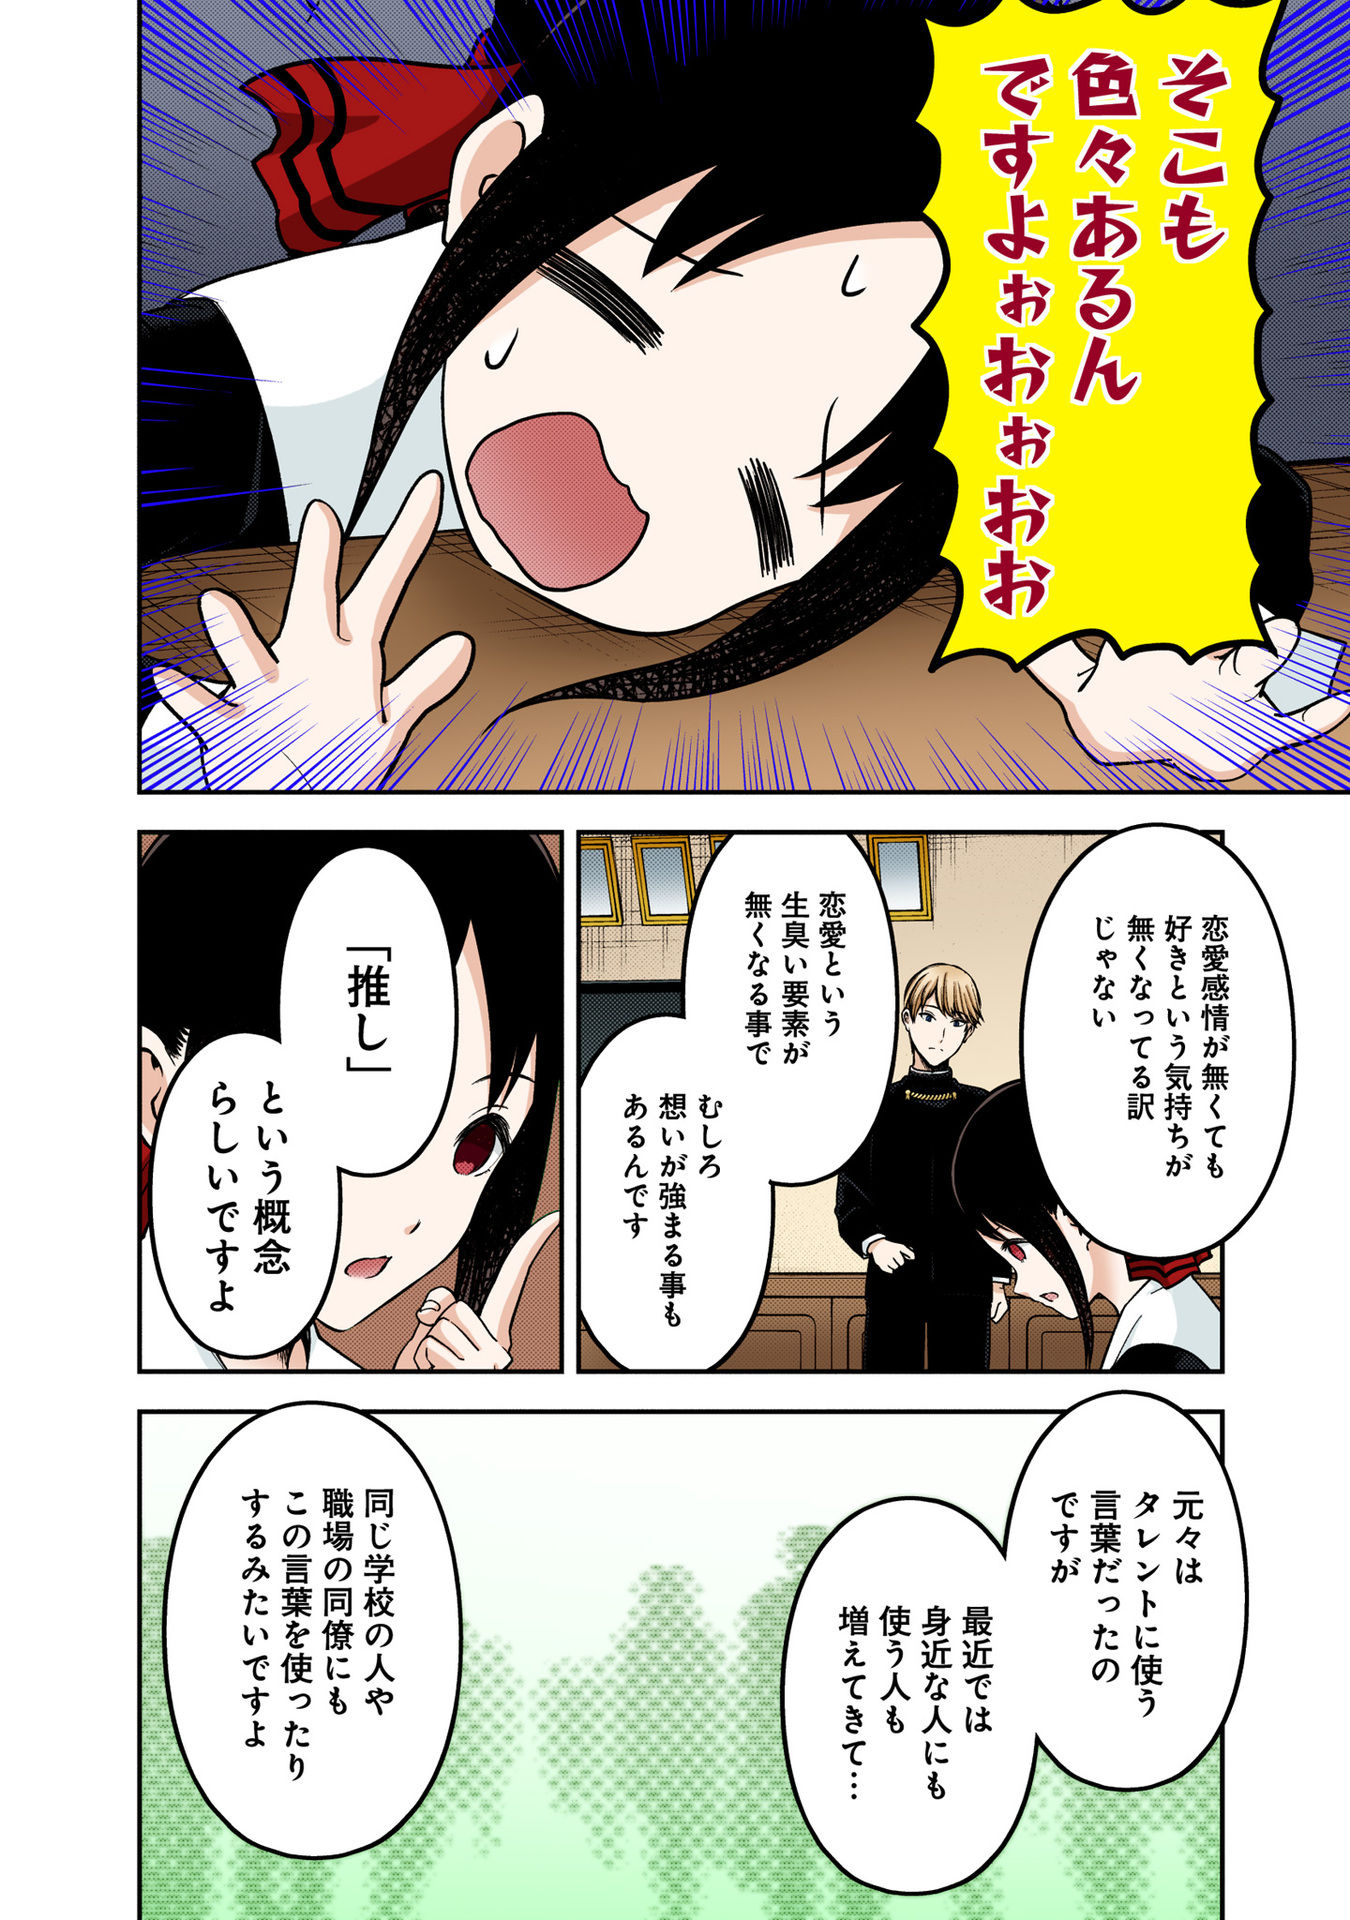 そこも
色々あるん
ですよぉおぉおお
恋愛感情が無くても
好きという気持ちが
無くなってる訳
じゃない
恋愛という
生臭い要素が
無くなる事で
むしろ
想いが強まる事も
あるんです
「推し」
という概念
らしいですよ
元々は
タレントに使う
言葉だったの
ですが
最近では
身近な人にも
使う人も
増えてきて…
同じ学校の人や
職場の同僚にも
この言葉を使ったり
するみたいですよ